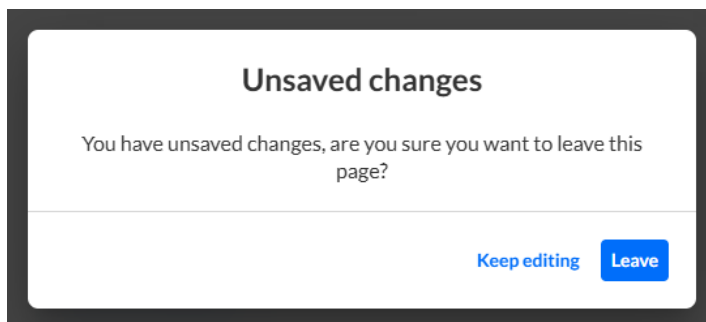 Unsaved changes
You have unsaved changes, are you sure you want to leave this
page?
Keep editing Leave